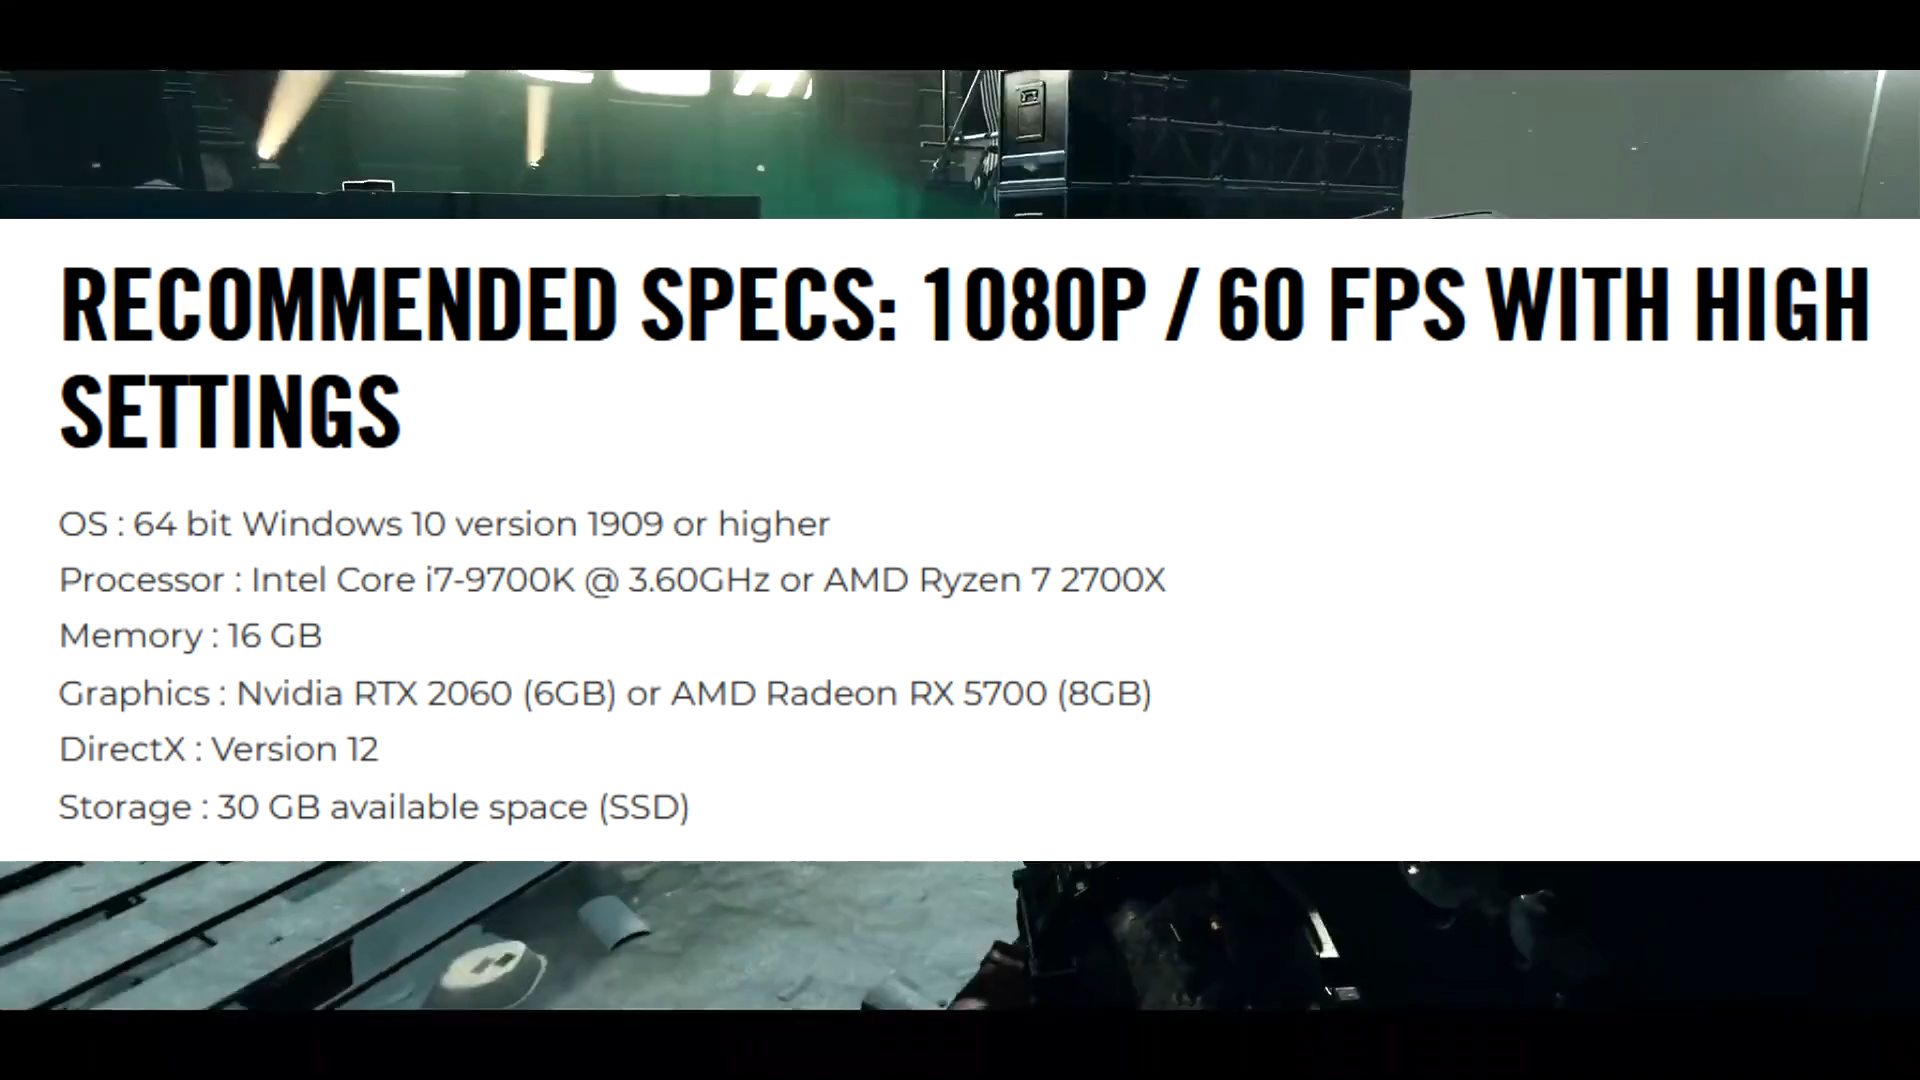 RECOMMENDED SPECS: 1080P / 60 FPS WITH HIGH
SETTINGS
OS : 64 bit Windows 10 version 1909 or higher
Processor : Intel Core i7-9700K @ 3.60GHz or AMD Ryzen 7 2700X
Memory : 16 GB
Graphics : Nvidia RTX 2060 (6GB) or AMD Radeon RX 5700 (8GB)
DirectX : Version 12
Storage : 30 GB available space (SSD)